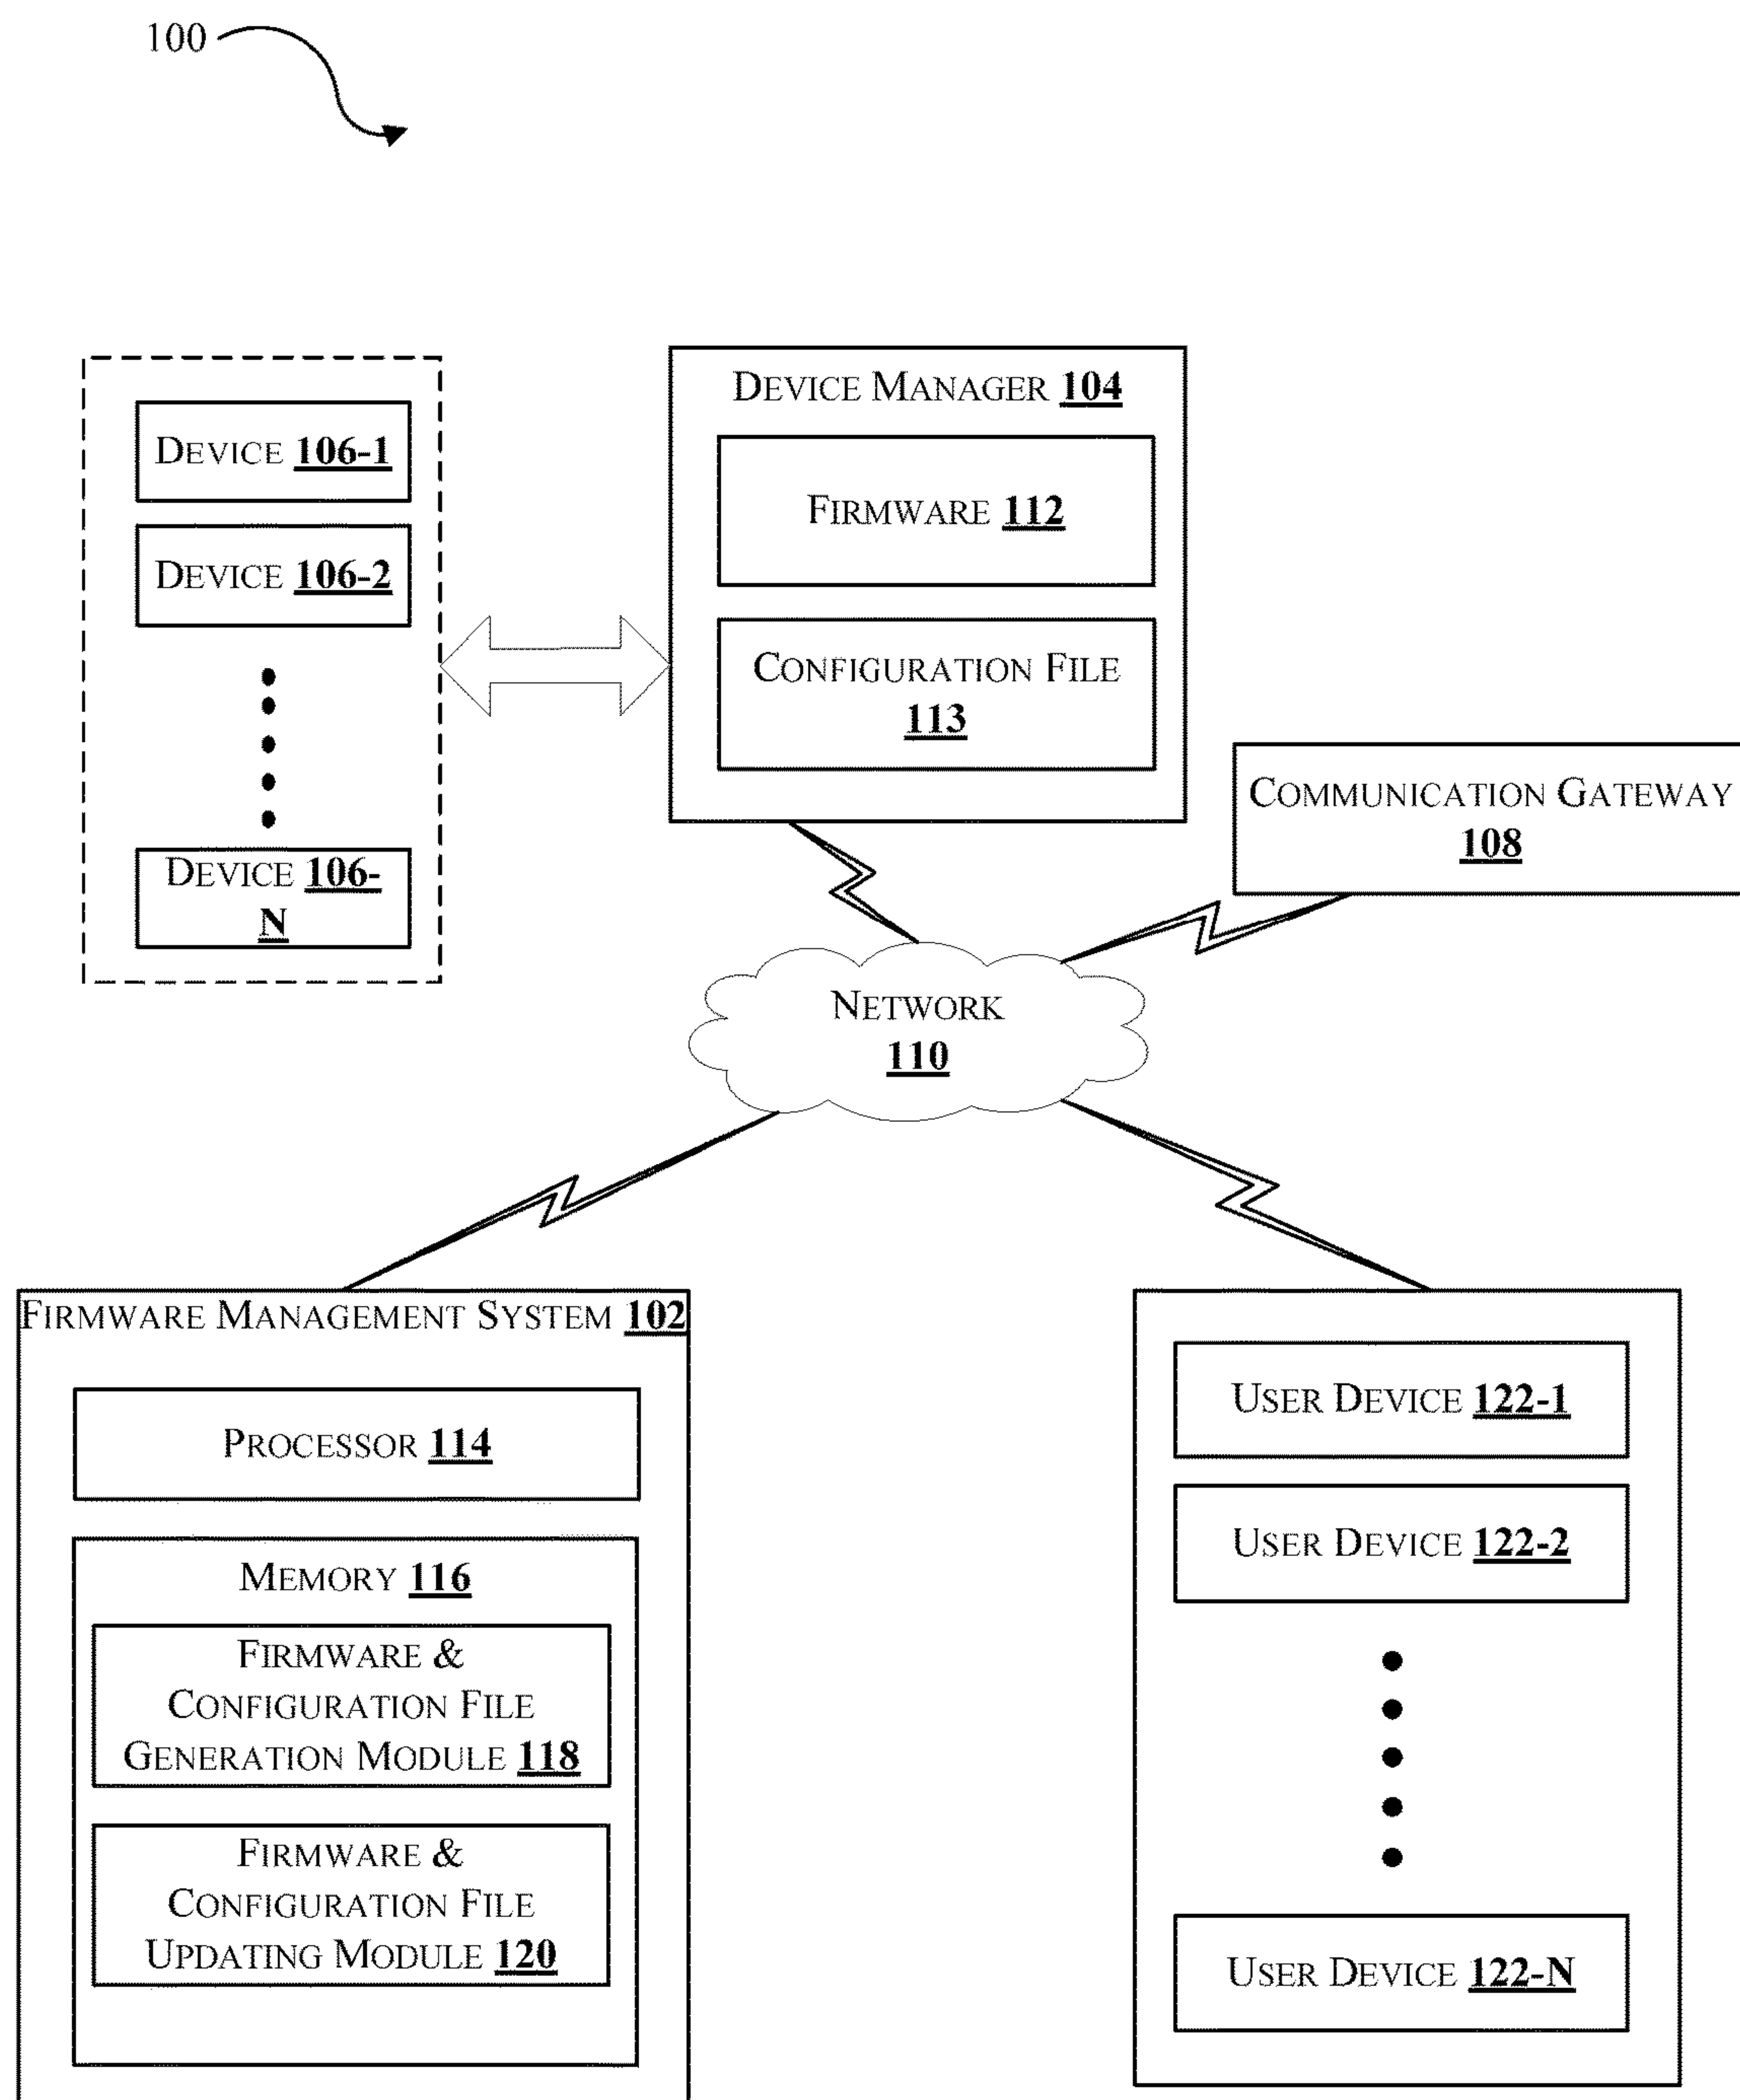 100
DEVICE 106-1
DEVICE 106-2
DEVICE 106-
N
DEVICE MANAGER 104
FIRMWARE 112
CONFIGURATION FILE
113
COMMUNICATION GATEWAY
108
NETWORK
110
FIRMWARE MANAGEMENT SYSTEM 102
PROCESSOR 114
MEMORY 116
FIRMWARE &
CONFIGURATION FILE
GENERATION MODULE 118
FIRMWARE &
CONFIGURATION FILE
UPDATING MODULE 120
USER DEVICE 122-1
USER DEVICE 122-2
USER DEVICE 122-N